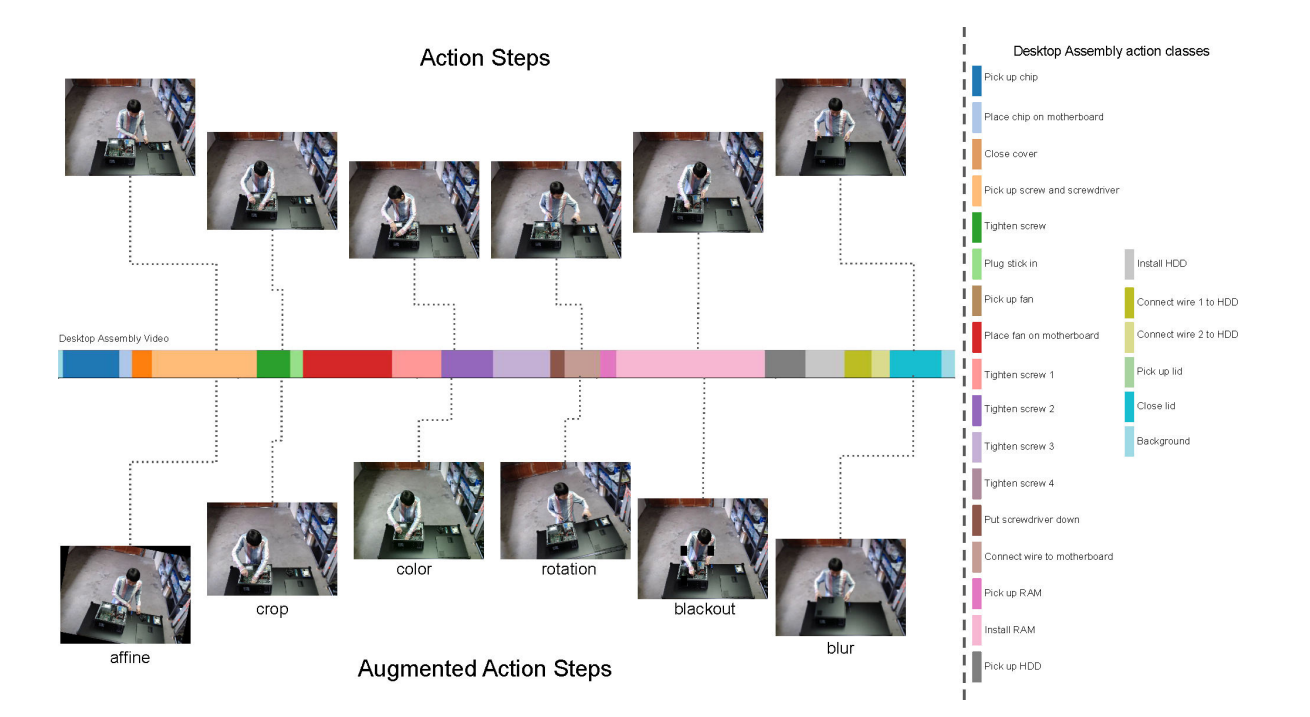 Action Steps
Desktop Assembly Video
affine
crop
color
rotation
blackout
blur
Augmented Action Steps
Desktop Assembly action classes
Pick up chip
Place chip on motherboard
Close cover
Pick up screw and screwdriver
Tighten screw
Plug stick in
Pick up fan
Place fan on motherboard
Tighten screw 1
Tighten screw 2
Tighten screw 3
Tighten screw 4
Put screwdriver down
Connect wire to motherboard
Pick up RAM
Install RAM
Pick up HDD
Install HDD
Connect wire 1 to HDD
Connect wire 2 to HDD
Pick up lid
Close lid
Background